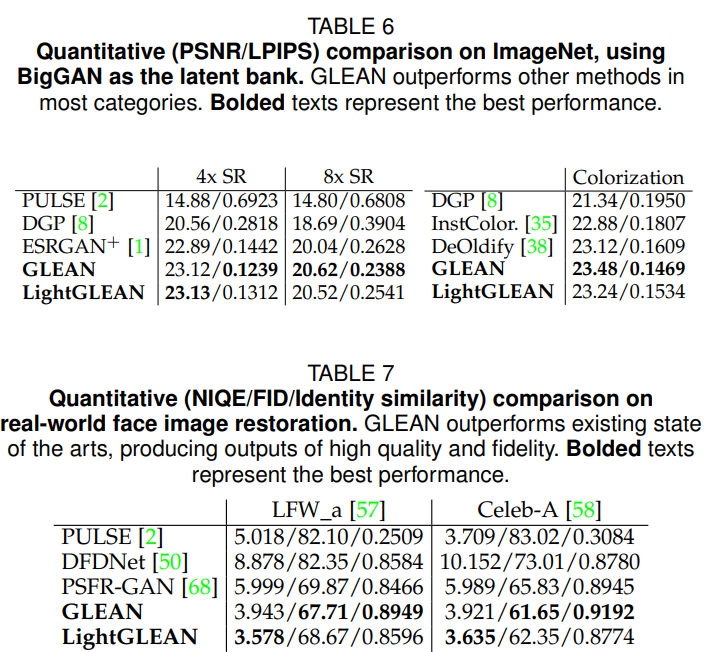 TABLE 6
Quantitative (PSNR/LPIPS) comparison on ImageNet, using
BigGAN as the latent bank. GLEAN outperforms other methods in
most categories. Bolded texts represent the best performance.
4x SR 8x SR
PULSE [2] 14.88/0.6923 14.80/0.6808
DGP [8] 20.56/0.2818 18.69/0.3904
ESRGAN+ [1] 22.89/0.1442 20.04/0.2628
GLEAN 23.12/0.1239 20.62/0.2388
LightGLEAN 23.13/0.1312 20.52/0.2541
Colorization
DGP [8] 21.34/0.1950
InstColor. [35] 22.88/0.1807
DeOldify [38] 23.12/0.1609
GLEAN 23.48/0.1469
LightGLEAN 23.24/0.1534
TABLE 7
Quantitative (NIQE/FID/Identity similarity) comparison on
real-world face image restoration. GLEAN outperforms existing state
of the arts, producing outputs of high quality and fidelity. Bolded texts
represent the best performance.
LFW_a [57] Celeb-A [58]
PULSE [2] 5.018/82.10/0.2509 3.709/83.02/0.3084
DFDNet [50] 8.878/82.35/0.8584 10.152/73.01/0.8780
PSFR-GAN [68] 5.999/69.87/0.8466 5.989/65.83/0.8945
GLEAN 3.943/67.71/0.8949 3.921/61.65/0.9192
LightGLEAN 3.578/68.67/0.8596 3.635/62.35/0.8774